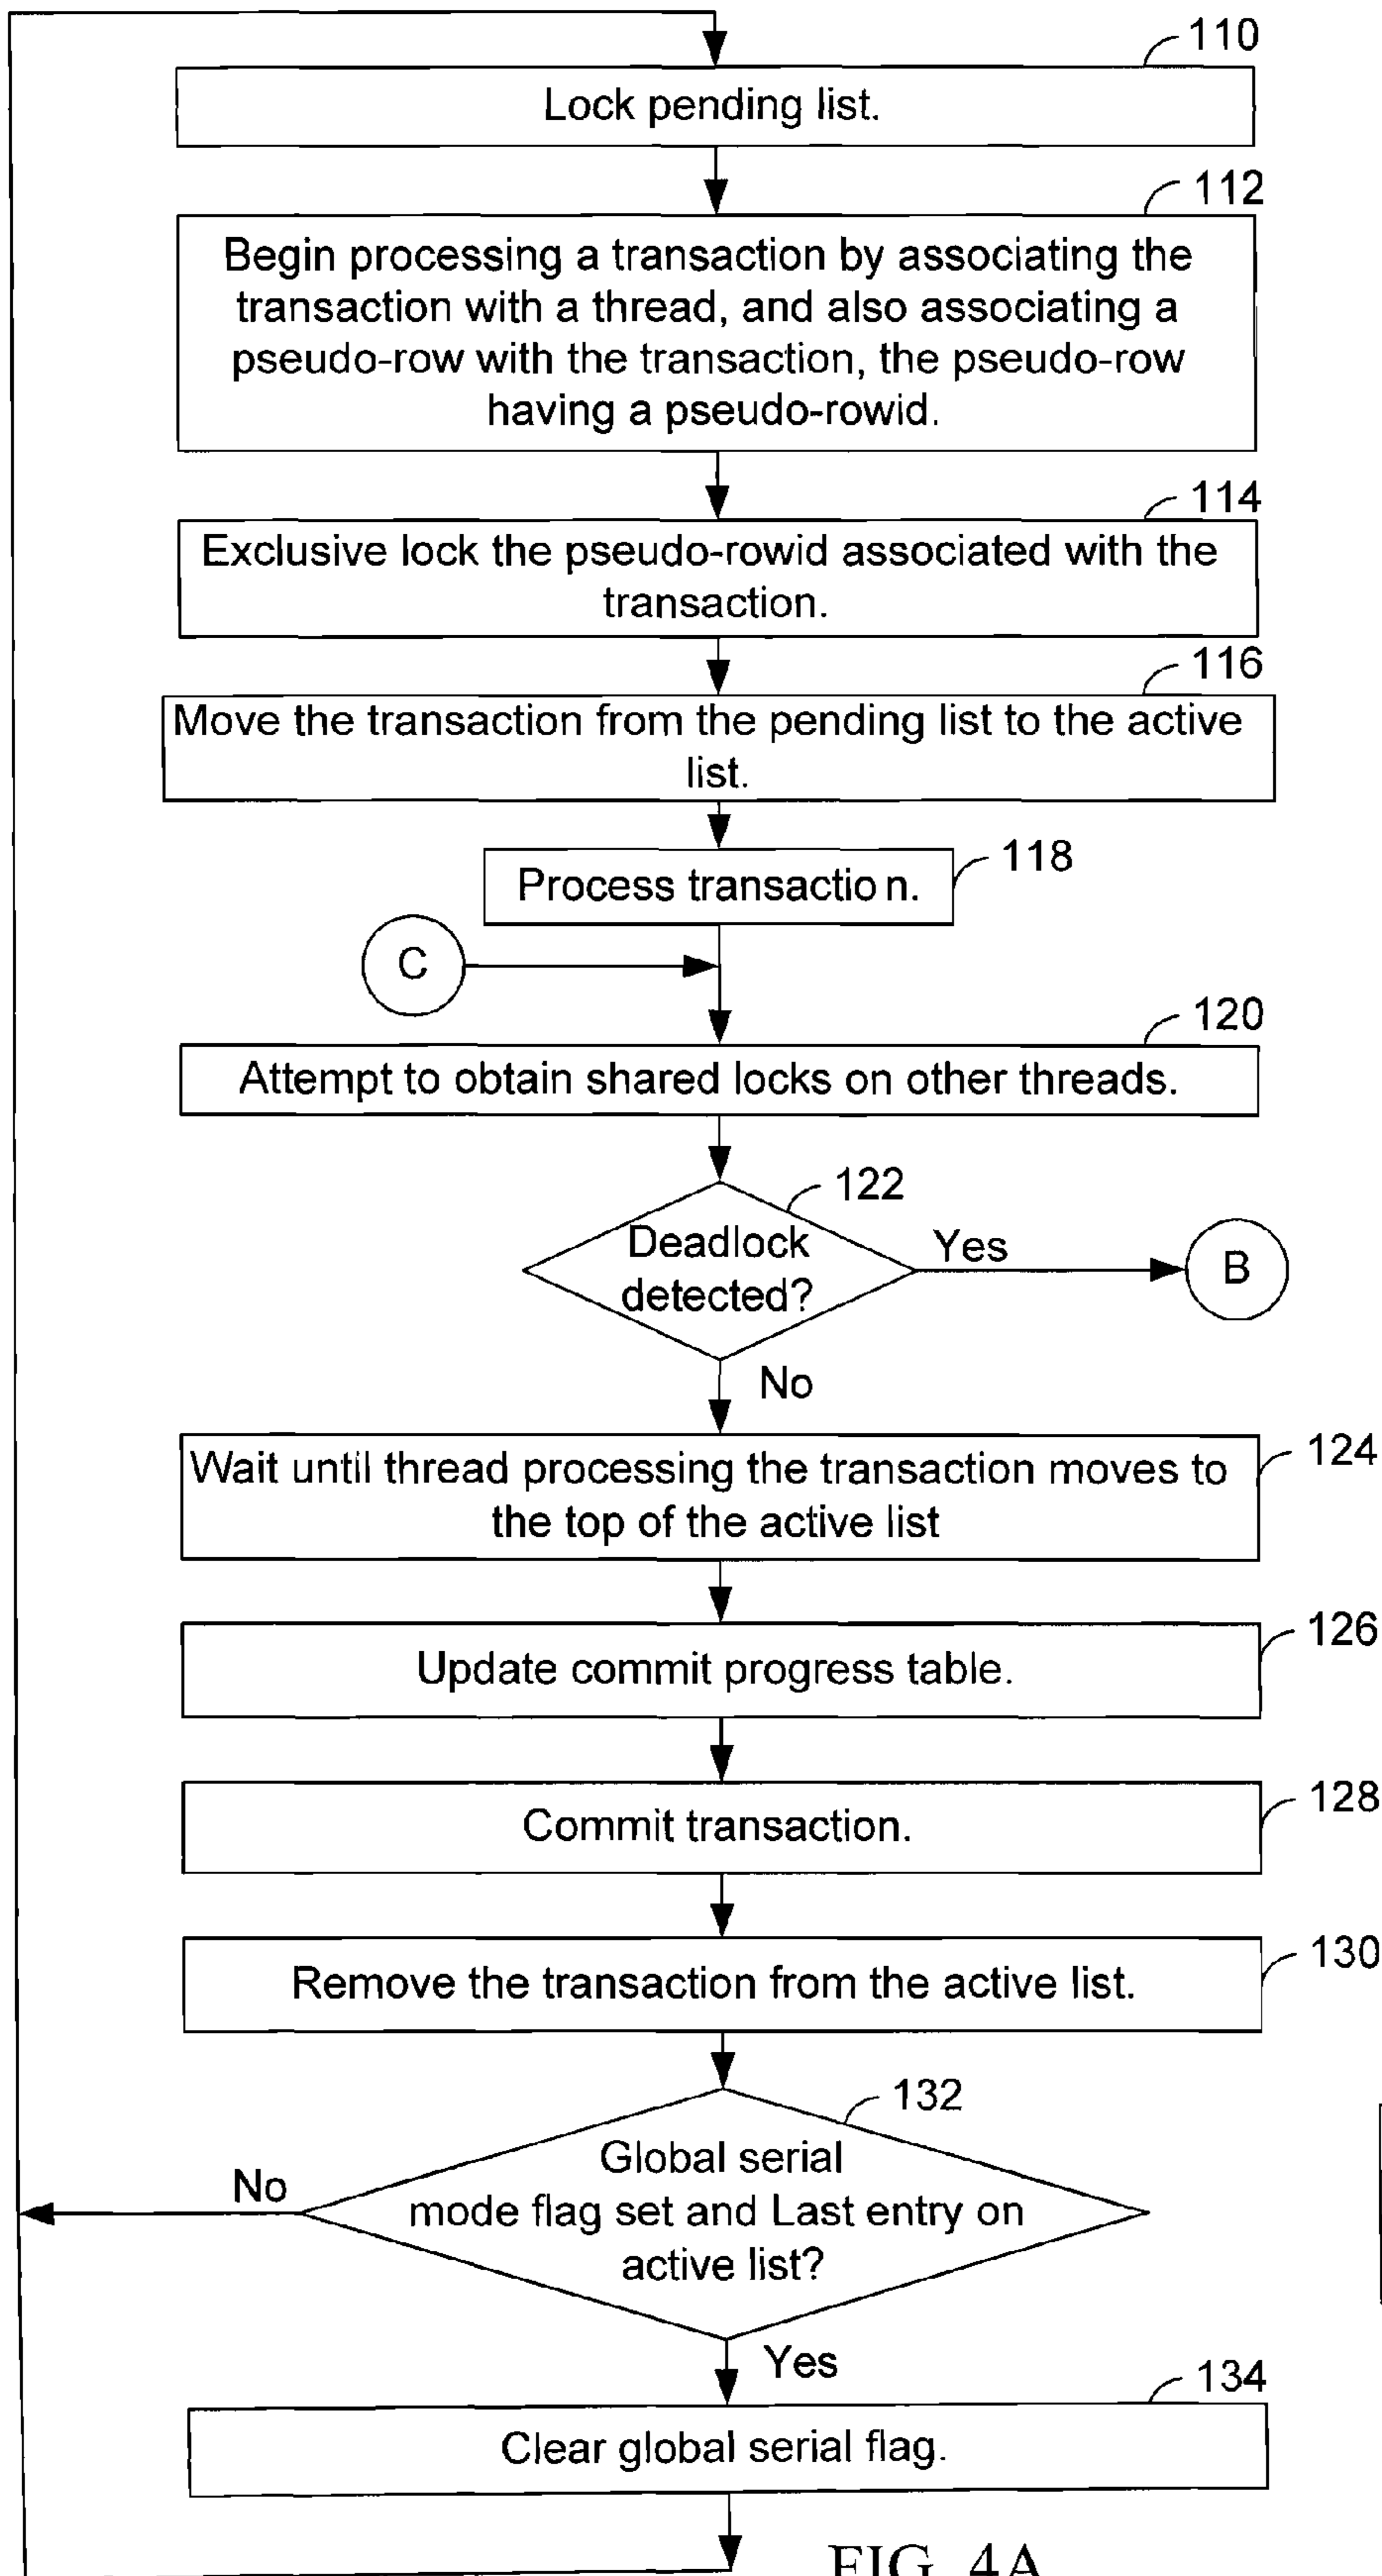 110
Lock pending list.
112
Begin processing a transaction by associating the
transaction with a thread, and also associating a
pseudo-row with the transaction, the pseudo-row
having a pseudo-rowid.
114
Exclusive lock the pseudo-rowid associated with the
transaction.
116
Move the transaction from the pending list to the active
list.
118
Process transaction.
C
120
Attempt to obtain shared locks on other threads.
122
Deadlock
detected?
Yes
B
No
124
Wait until thread processing the transaction moves to
the top of the active list
126
Update commit progress table.
128
Commit transaction.
130
Remove the transaction from the active list.
132
Global serial
mode flag set and Last entry on
active list?
No
Yes
134
Clear global serial flag.
FIG. 4A